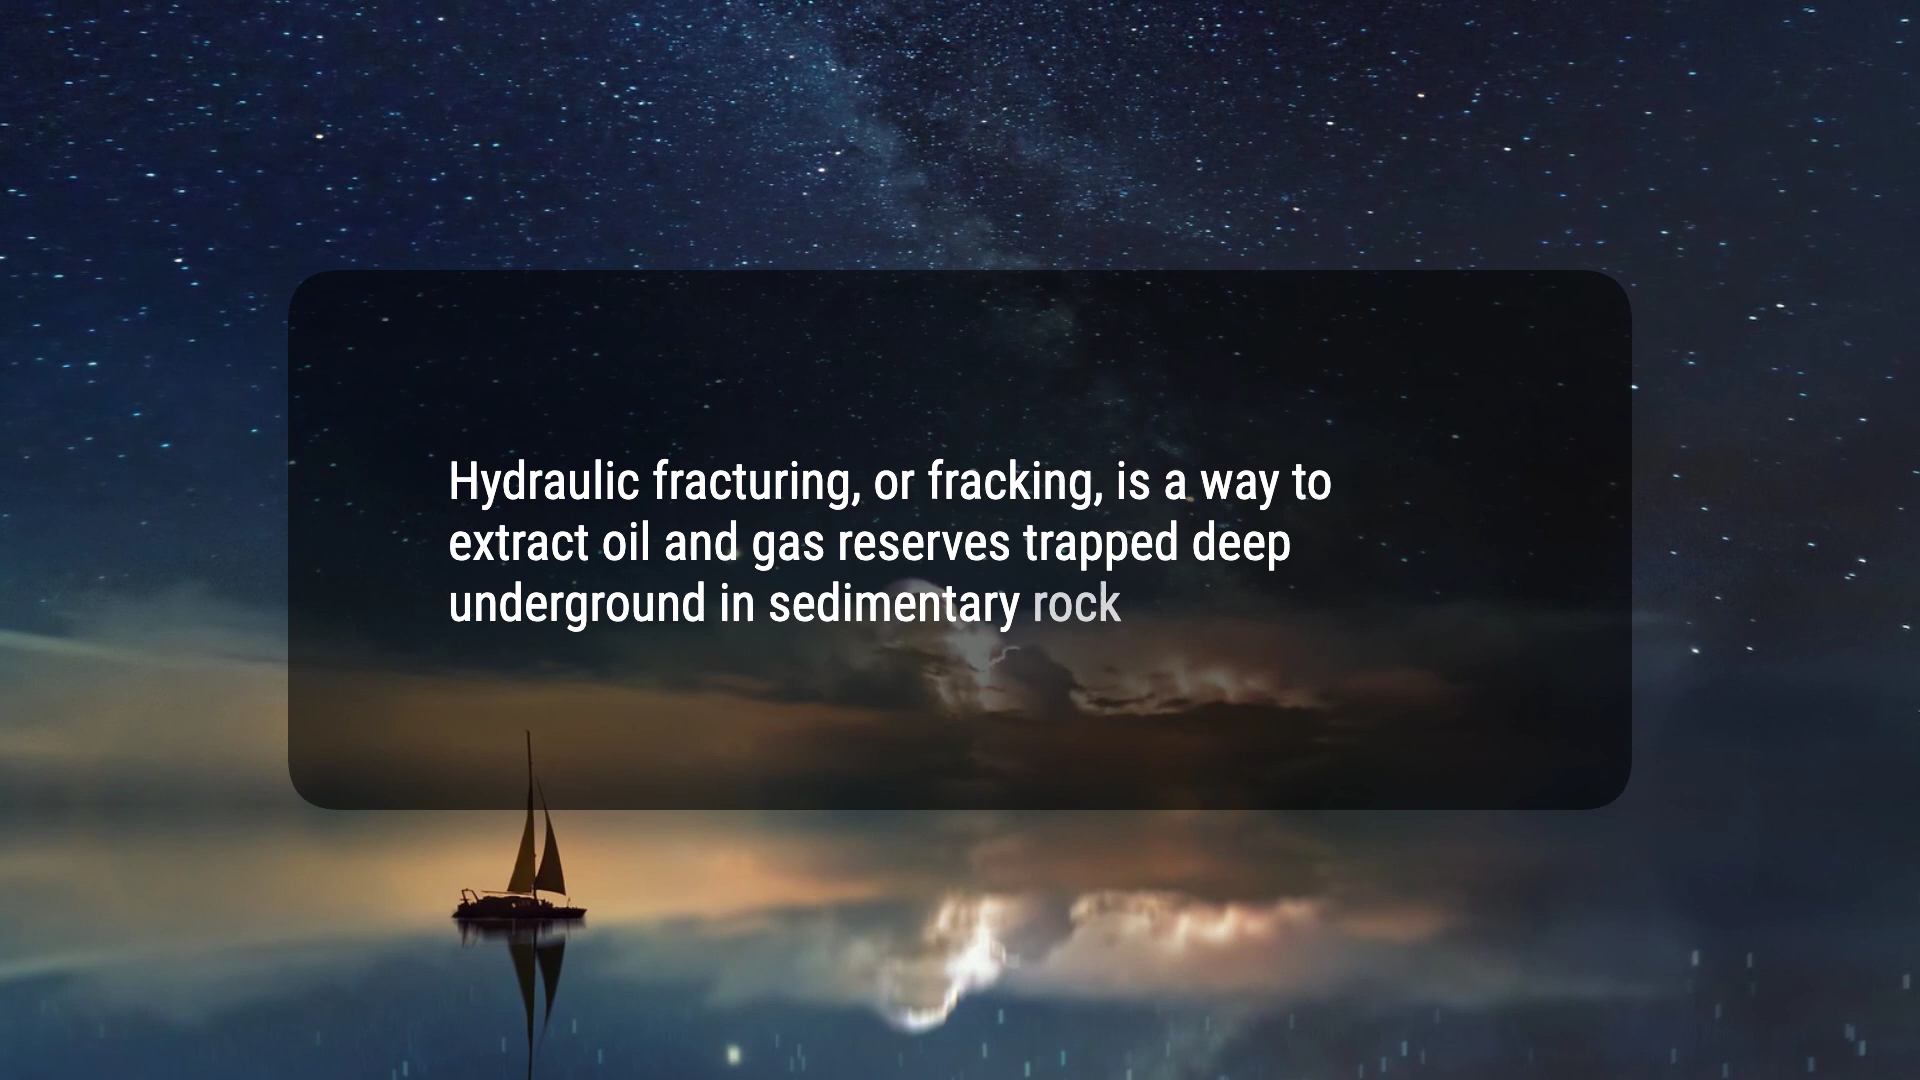 Hydraulic fracturing, or fracking, is a way to
extract oil and gas reserves trapped deep
underground in sedimentary rock